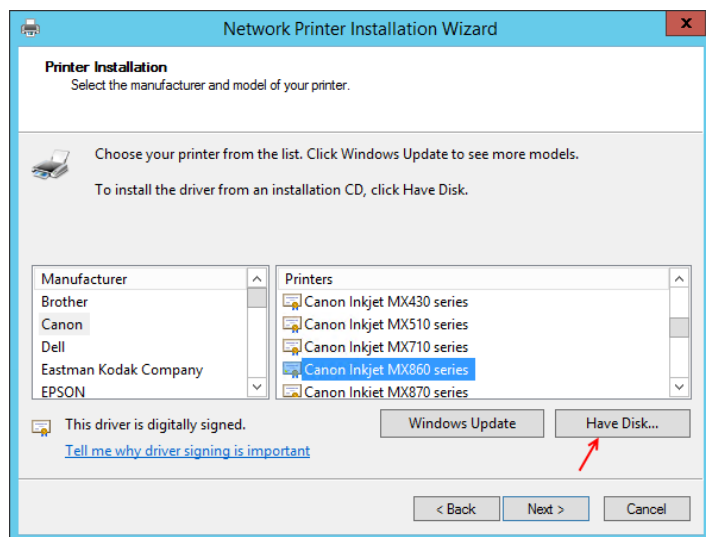 Network Printer Installation Wizard
x
Printer Installation
Select the manufacturer and model of your printer.
Choose your printer from the list. Click Windows Update to see more models.
To install the driver from an installation CD, click Have Disk.
Manufacturer
Brother
Canon
Dell
Eastman Kodak Company
EPSON
Printers
Canon Inkjet MX430 series
Canon Inkjet MX510 series
Canon Inkjet MX710 series
Canon Inkjet MX860 series
Canon Inkjet MX870 series
This driver is digitally signed.
Tell me why driver signing is important
Windows Update
Have Disk...
< Back
Next >
Cancel